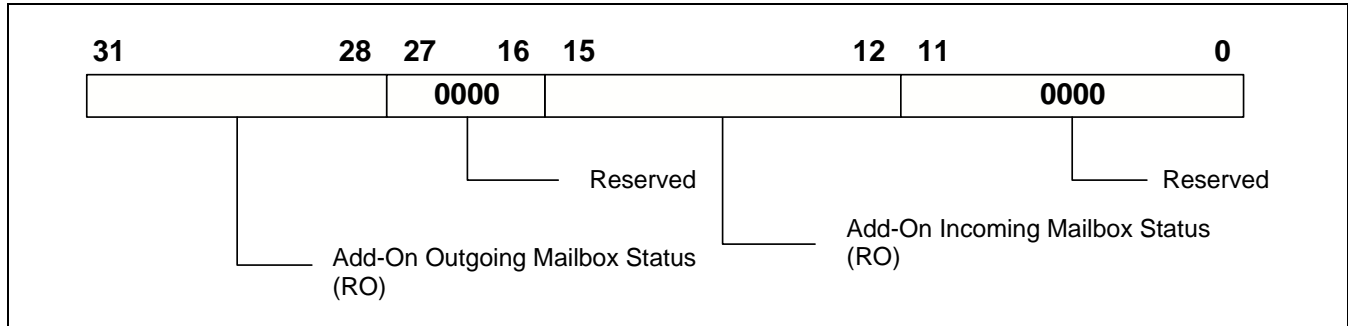 31 28 27 16 15 12 11 0
0000 0000
Reserved Reserved
Add-On Incoming Mailbox Status
(RO)
Add-On Outgoing Mailbox Status
(RO)